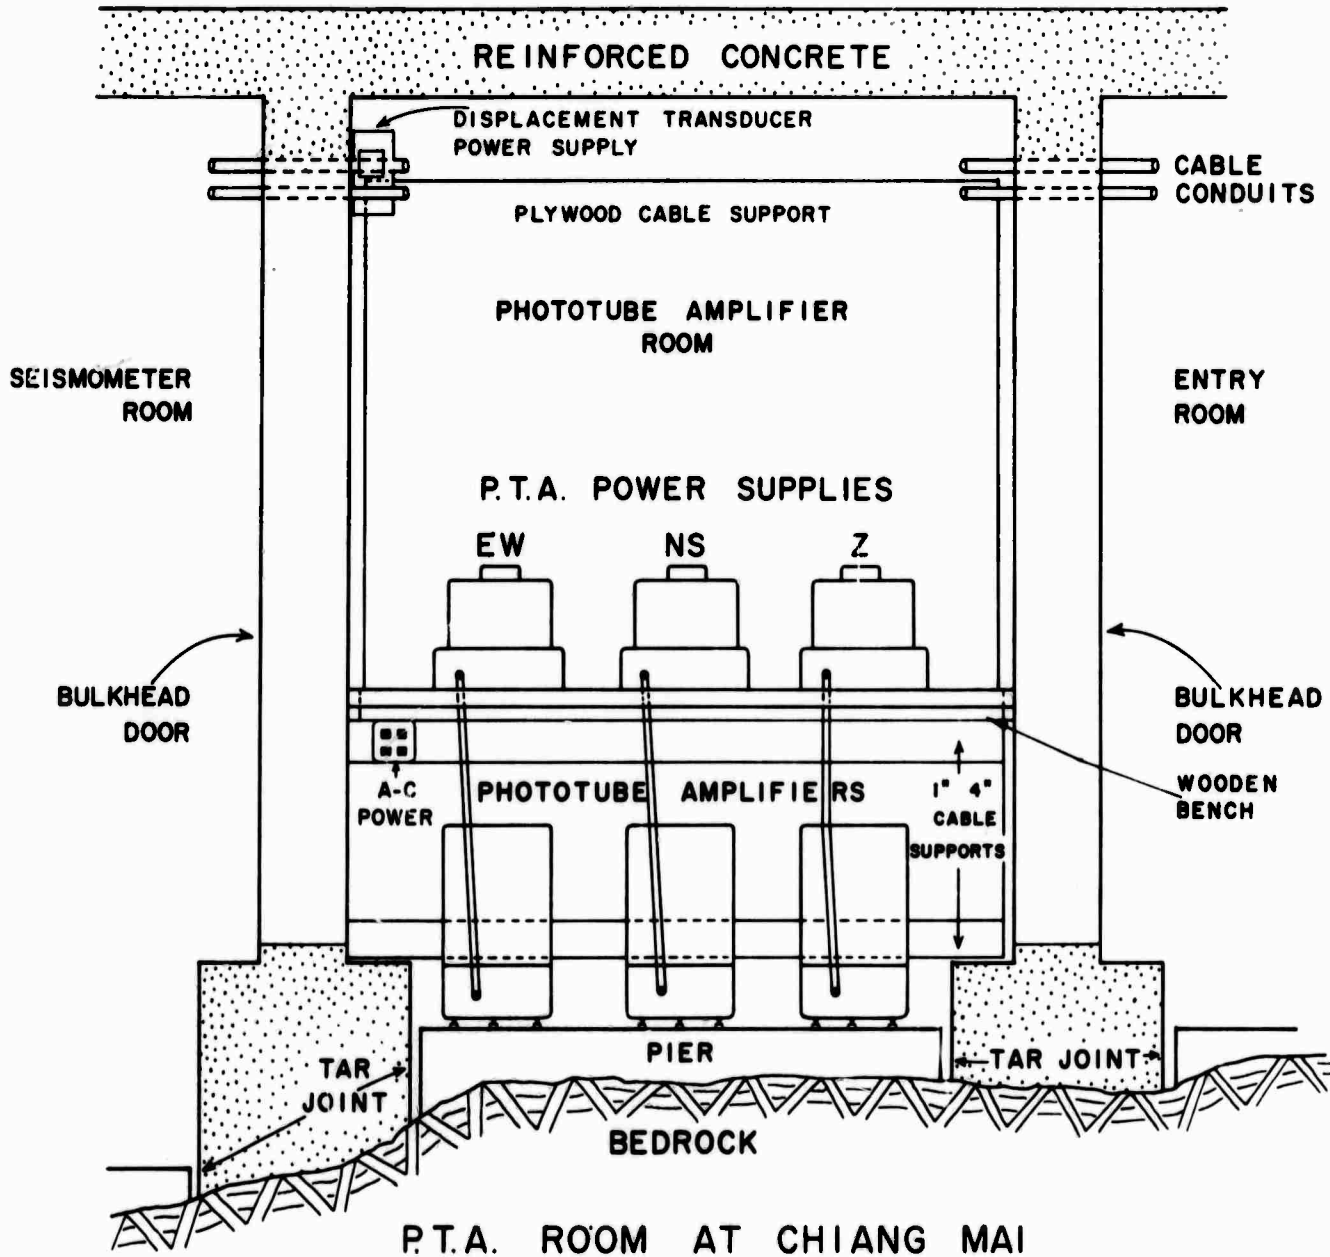 REINFORCED CONCRETE
DISPLACEMENT TRANSDUCER
POWER SUPPLY
CABLE
CONDUITS
PLYWOOD CABLE SUPPORT
PHOTOTUBE AMPLIFIER
ROOM
SEISMOMETER
ROOM
ENTRY
ROOM
P.T.A. POWER SUPPLIES
EW NS Z
BULKHEAD
DOOR
BULKHEAD
DOOR
A-C
POWER
PHOTOTUBE AMPLIFIERS
1" 4"
CABLE
SUPPORTS
WOODEN
BENCH
PIER
TAR
JOINT
TAR JOINT
BEDROCK
P.T.A. ROOM AT CHIANG MAI